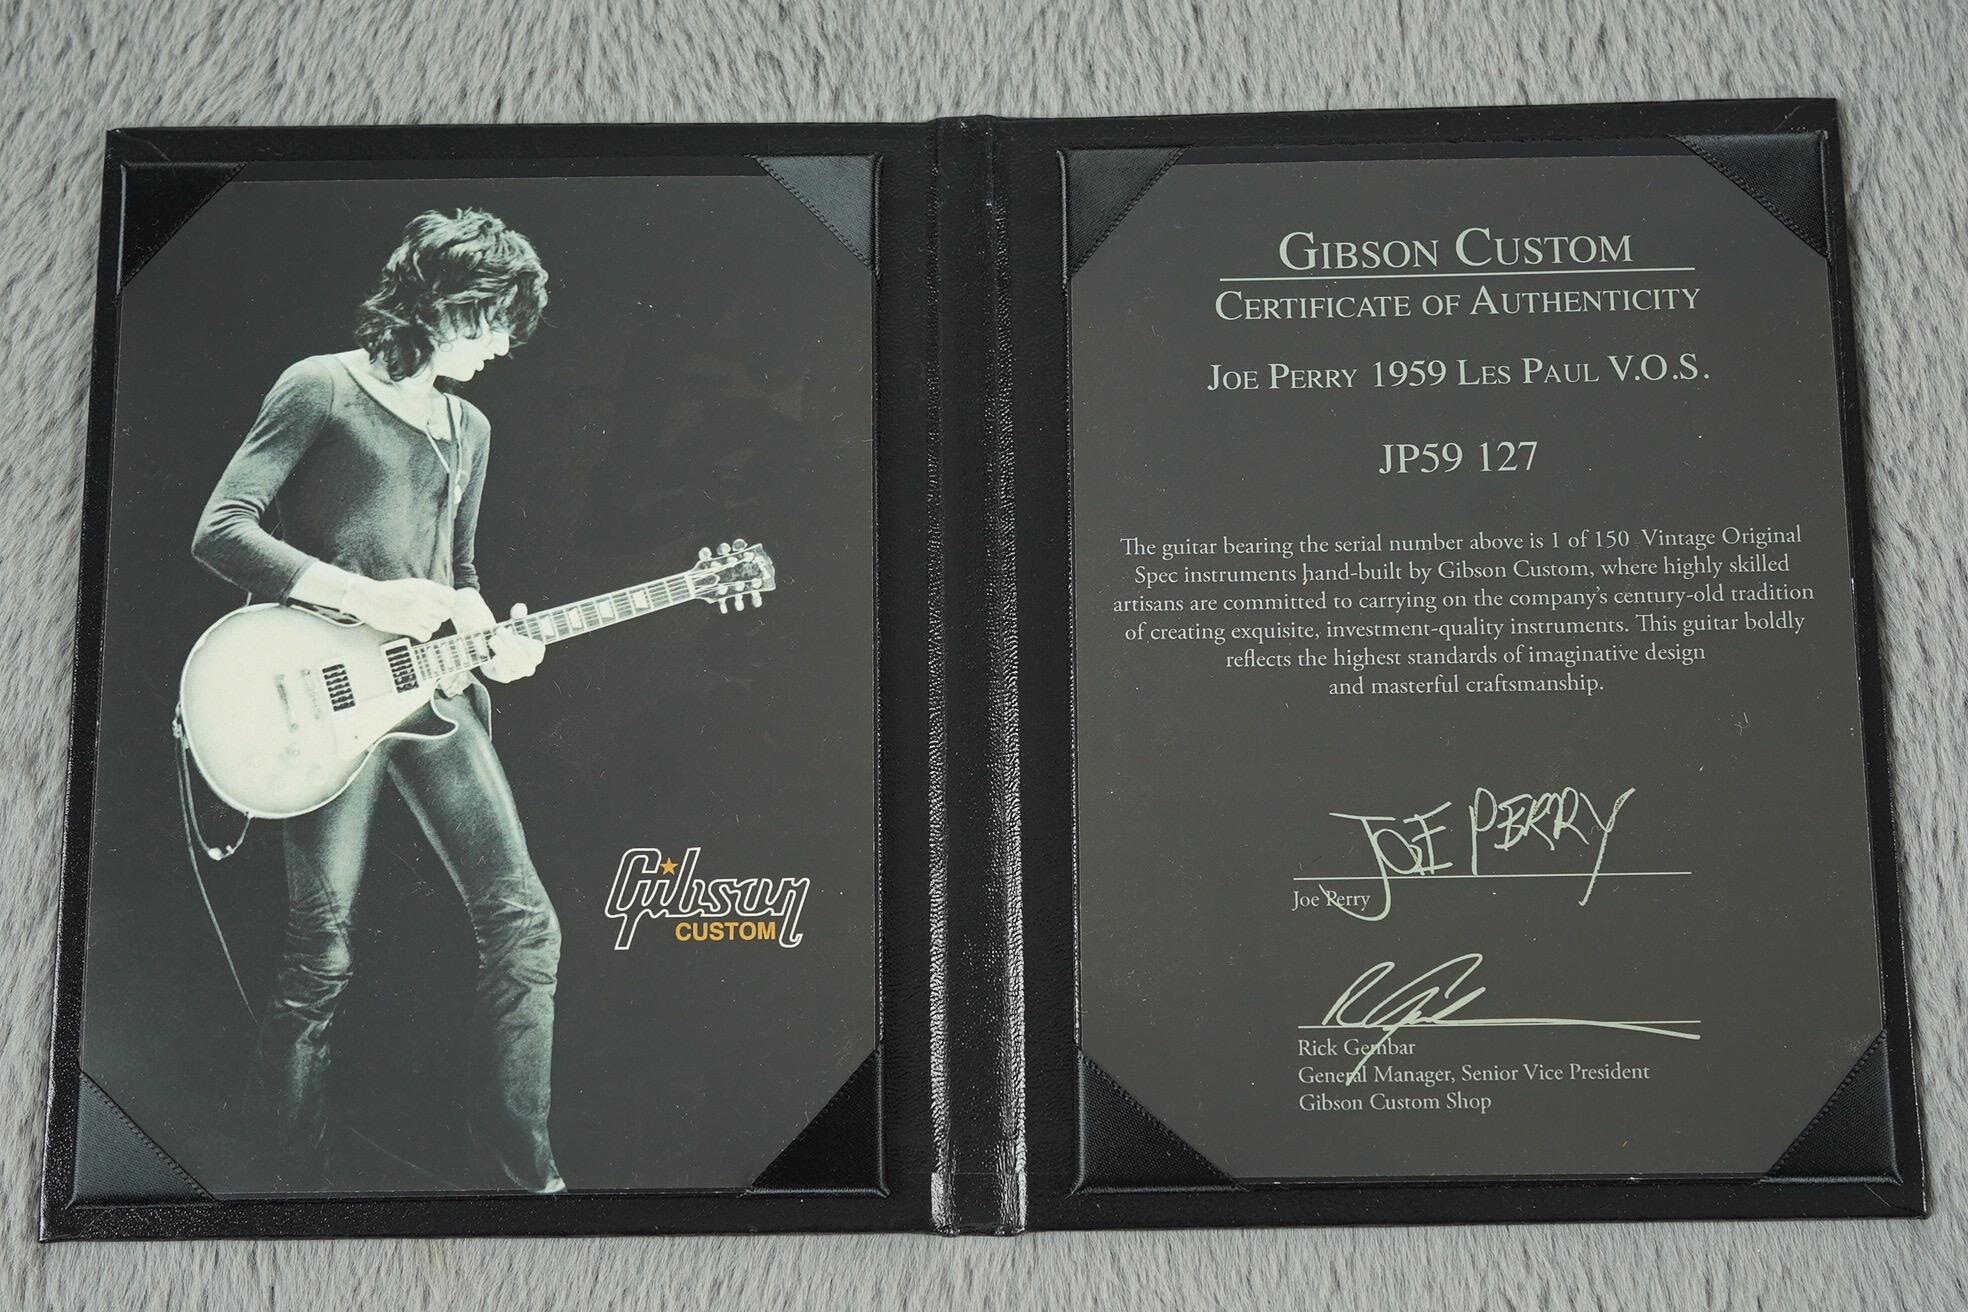 Gibson
CUSTOM
GIBSON CUSTOM
CERTIFICATE OF AUTHENTICITY
JOE PERRY 1959 LES PAUL V.O.S.
JP59 127
The guitar bearing the serial number above is 1 of 150 Vintage Original
Spec instruments hand-built by Gibson Custom, where highly skilled
artisans are committed to carrying on the company's century-old tradition
of creating exquisite, investment-quality instruments. This guitar boldly
reflects the highest standards of imaginative design
and masterful craftsmanship.
JOE PERRY
Joe Perry
Rick Gembar
General Manager, Senior Vice President
Gibson Custom Shop